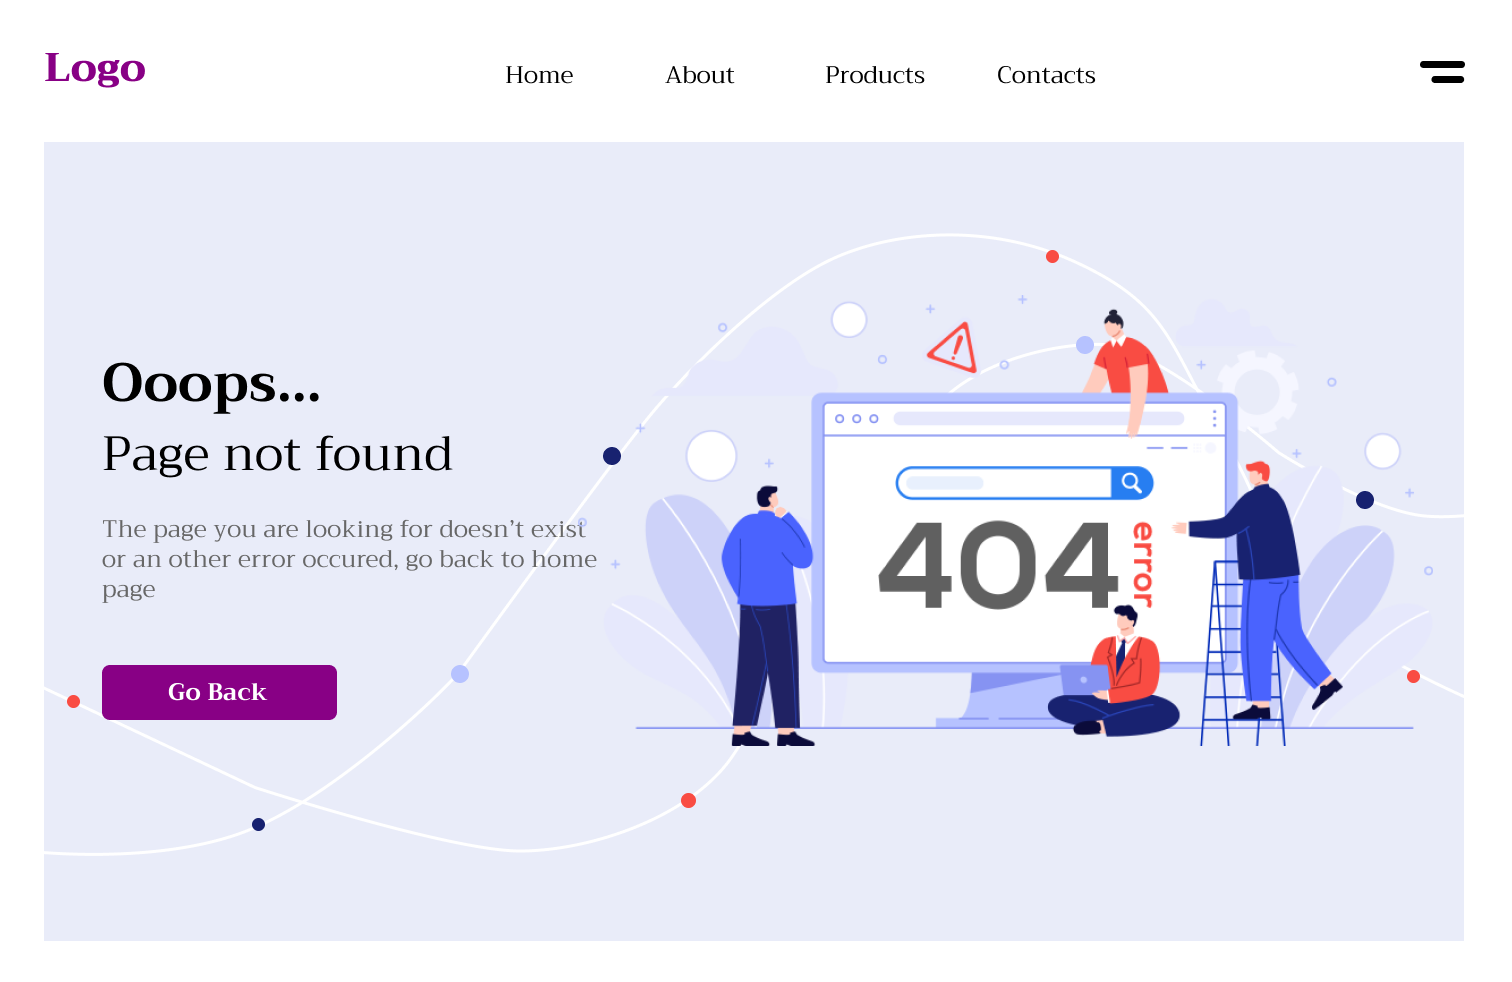 Logo
Home
About
Products
Contacts
Ooops...
Page not found
The page you are looking for doesn’t exist
or an other error occured, go back to home
page
Go Back
404
error